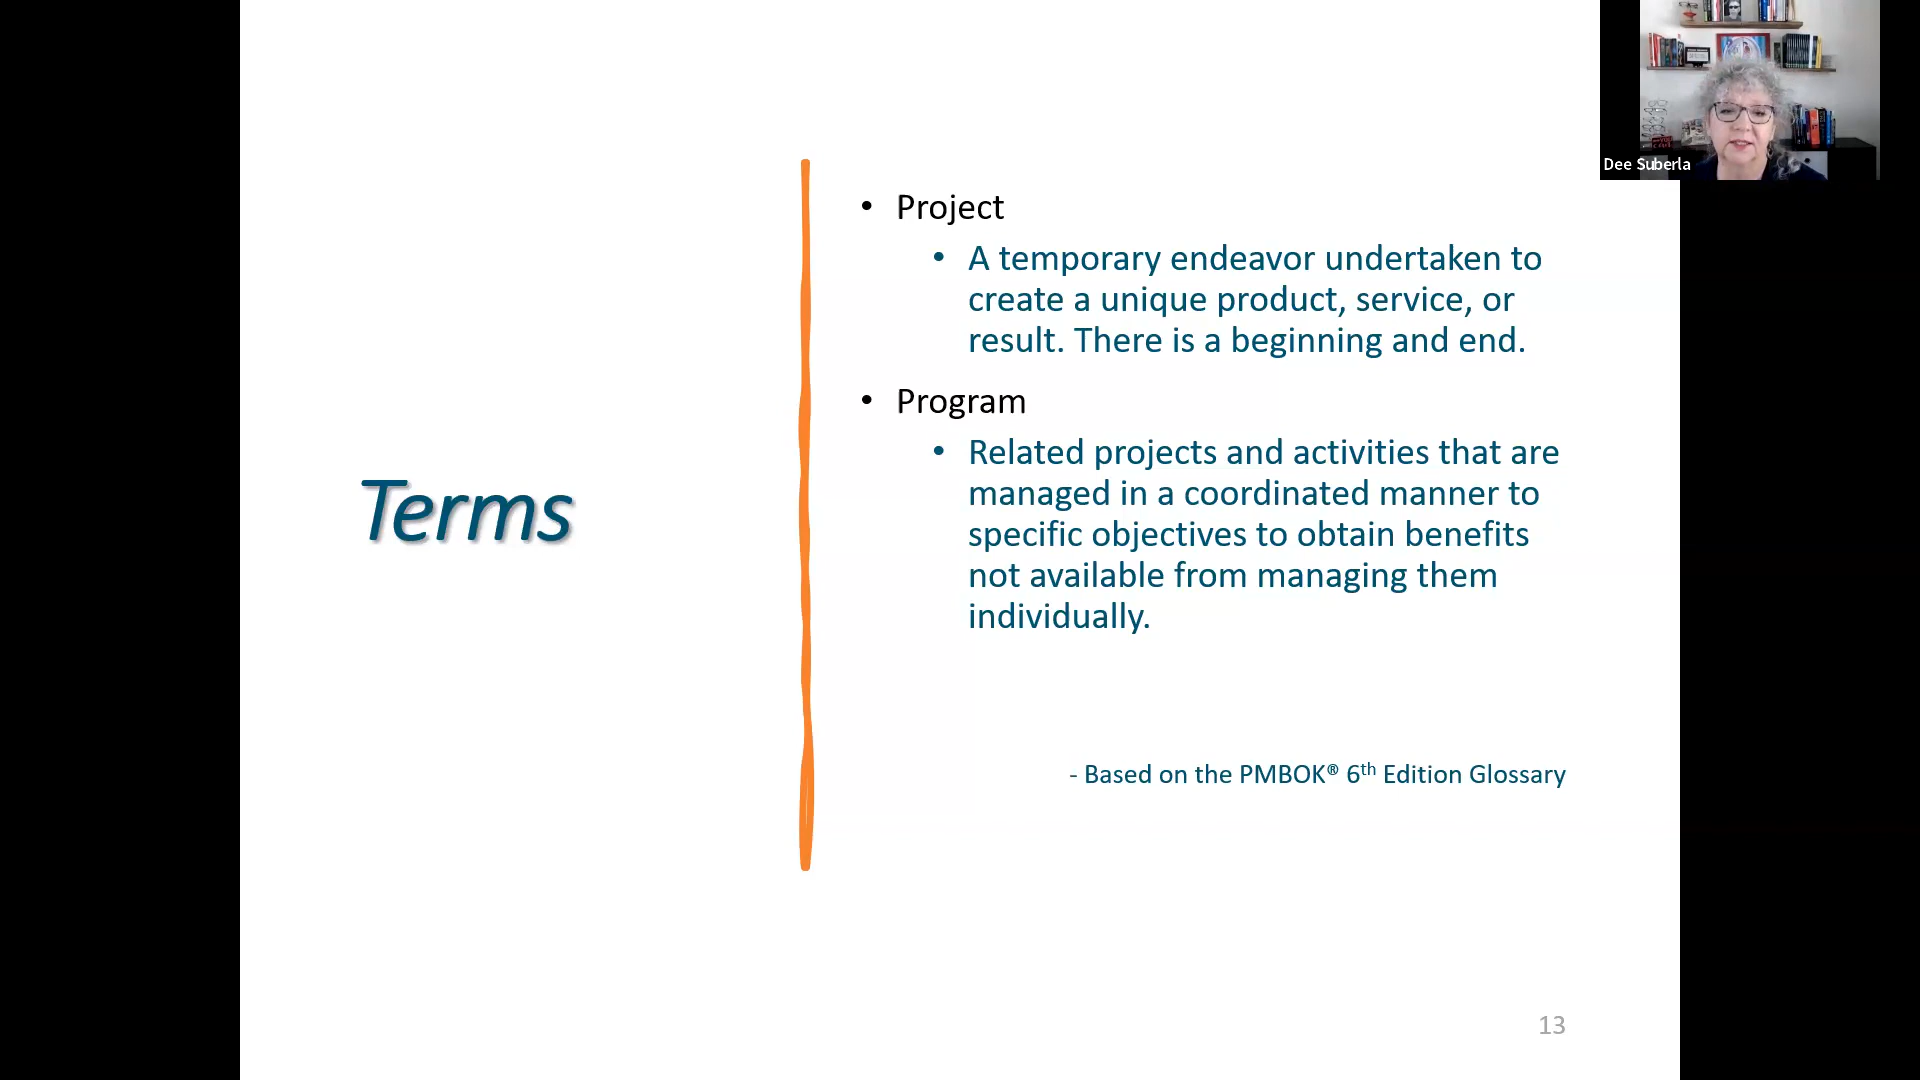 Dee Suberla
Terms
• Project
• A temporary endeavor undertaken to
create a unique product, service, or
result. There is a beginning and end.
• Program
• Related projects and activities that are
managed in a coordinated manner to
specific objectives to obtain benefits
not available from managing them
individually.
- Based on the PMBOK® 6th Edition Glossary
13